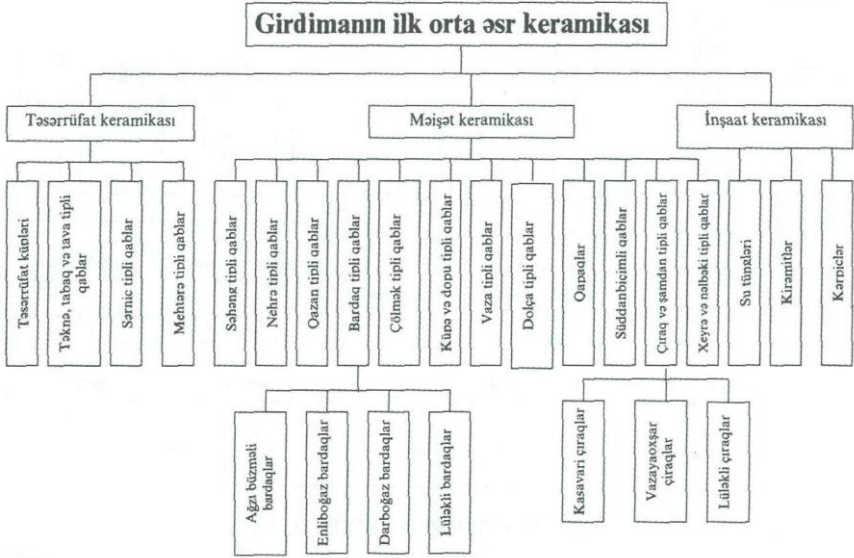 Girdimanın ilk orta əsr keramikası
Təsərrüfat keramikası
Məişət keramikası
İnşaat keramikası
Təsərrüfat küpləri
Təknə, tabaq və tava tipli
qablar
Sərnic tipli qablar
Mehtərə tipli qablar
Səhəng tipli qablar
Nehrə tipli qablar
Qazan tipli qablar
Bardaq tipli qablar
Çölmək tipli qablar
Küpə və dopu tipli qablar
Vaza tipli qablar
Dolça tipli qablar
Qapaqlar
Süddanbiçimli qablar
Çıraq və şamdan tipli qablar
Xeyrə və nəlbəki tipli qablar
Su tünələri
Kirəmitlər
Kərpiclər
Ağzı büzməli
bardaqlar
Enliboğaz bardaqlar
Darboğaz bardaqlar
Lüləkli bardaqlar
Kasavari çıraqlar
Vazayaoxşar
çiraqlar
Lüləkli çıraqlar